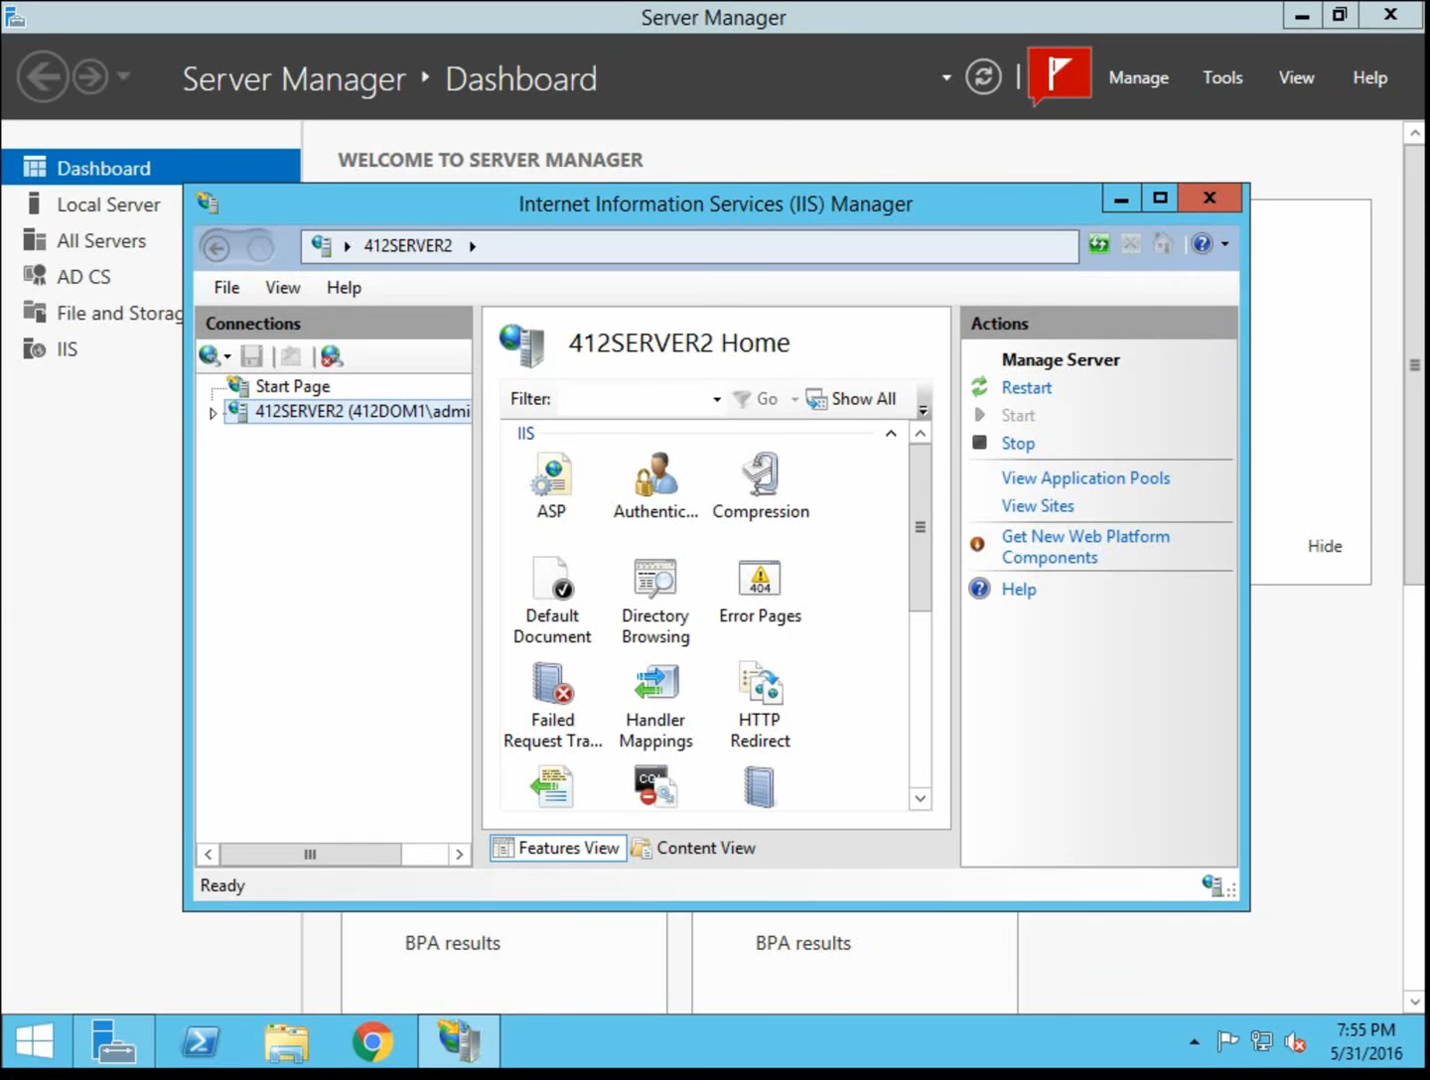 Server Manager
Server Manager ‣ Dashboard
Manage
Tools
View
Help
Dashboard
Local Server
All Servers
AD CS
File and Storag
IIS
WELCOME TO SERVER MANAGER
Internet Information Services (IIS) Manager
412SERVER2
File
View
Help
Connections
Start Page
412SERVER2 (412DOM1\admi
412SERVER2 Home
Filter:
Go
Show All
IIS
ASP
Authentic...
Compression
Default
Document
Directory
Browsing
404
Error Pages
Failed
Request Tra...
Handler
Mappings
HTTP
Redirect
Features View
Content View
Actions
Manage Server
Restart
Start
Stop
View Application Pools
View Sites
Get New Web Platform
Components
Help
Hide
Ready
BPA results
BPA results
7:55 PM
5/31/2016